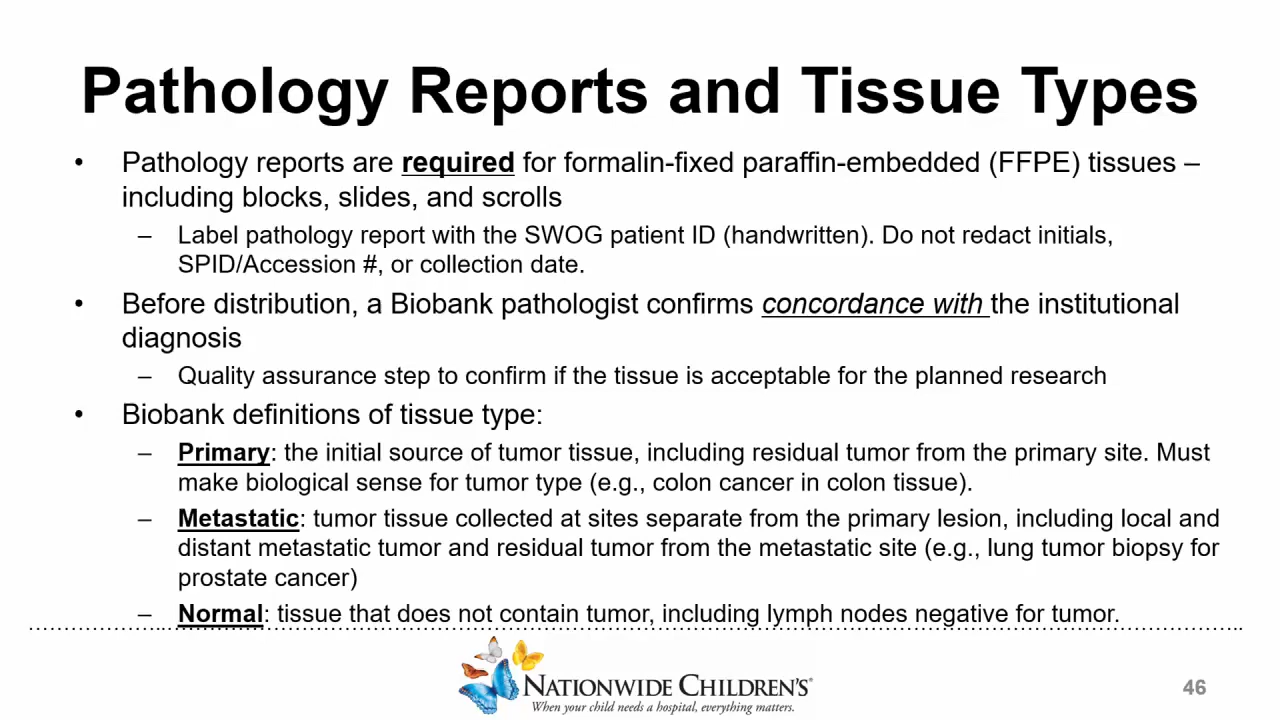 Pathology Reports and Tissue Types
• Pathology reports are required for formalin-fixed paraffin-embedded (FFPE) tissues –
including blocks, slides, and scrolls
– Label pathology report with the SWOG patient ID (handwritten). Do not redact initials,
SPID/Accession #, or collection date.
• Before distribution, a Biobank pathologist confirms concordance with the institutional
diagnosis
– Quality assurance step to confirm if the tissue is acceptable for the planned research
• Biobank definitions of tissue type:
– Primary: the initial source of tumor tissue, including residual tumor from the primary site. Must
make biological sense for tumor type (e.g., colon cancer in colon tissue).
– Metastatic: tumor tissue collected at sites separate from the primary lesion, including local and
distant metastatic tumor and residual tumor from the metastatic site (e.g., lung tumor biopsy for
prostate cancer)
– Normal: tissue that does not contain tumor, including lymph nodes negative for tumor.
NATIONWIDE CHILDREN'S®
When your child needs a hospital, everything matters.
46